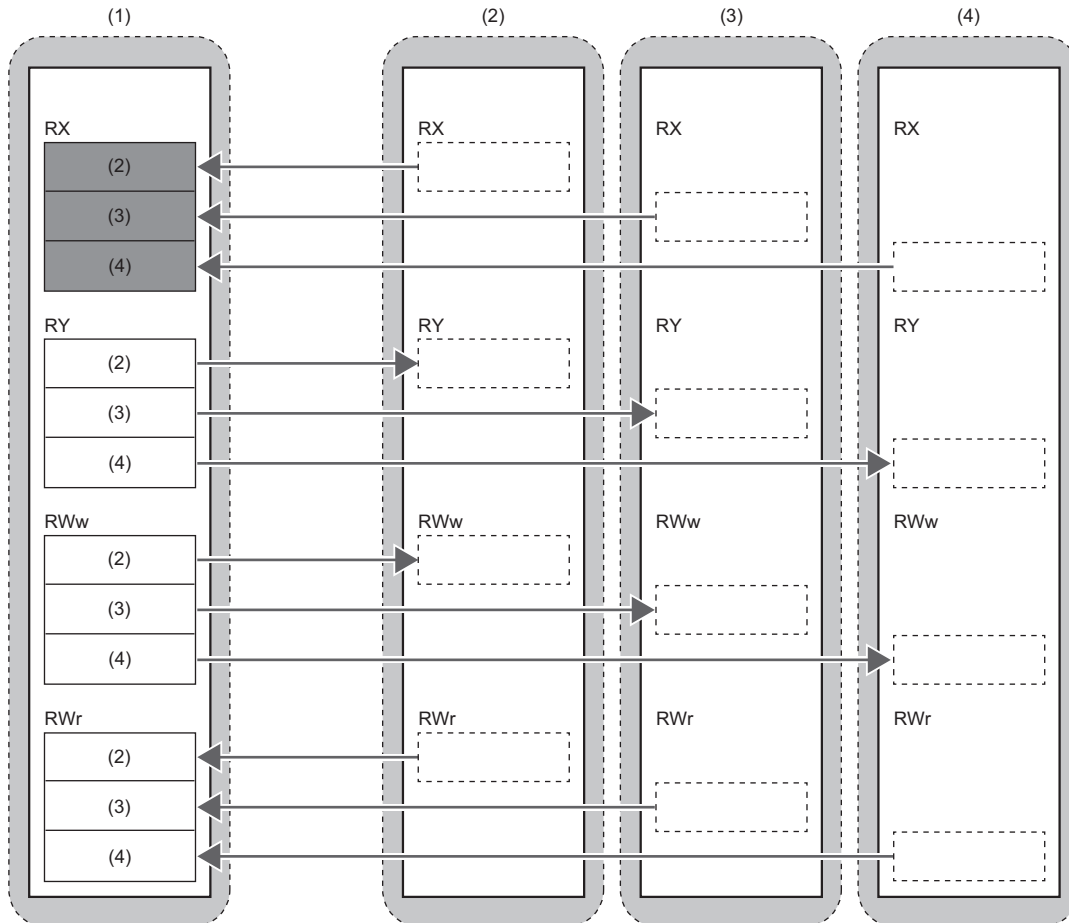 (1) (2) (3) (4)
RX RX RX RX
(2)
(3)
(4)
RY RY RY RY
(2)
(3)
(4)
RWw RWw RWw RWw
(2)
(3)
(4)
RWr RWr RWr RWr
(2)
(3)
(4)